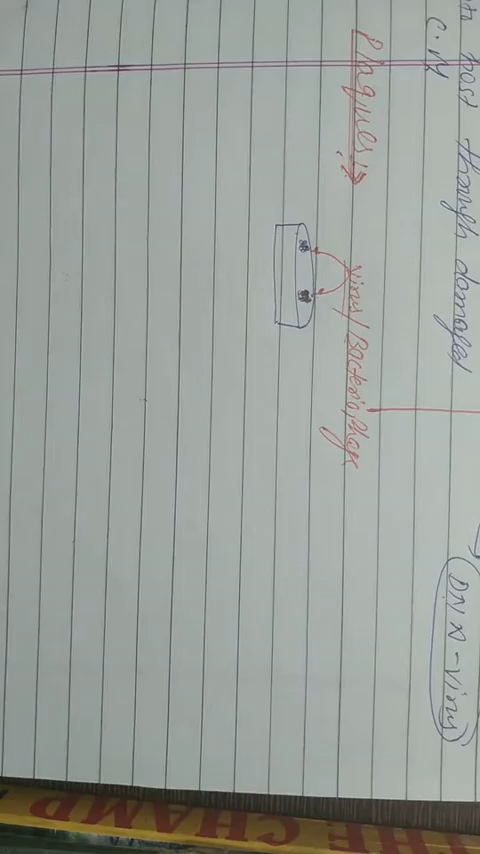 host through damaged
C.M
DNA-Virus
Plaques:→
Virus/Bacteriophage
THE CHAMP